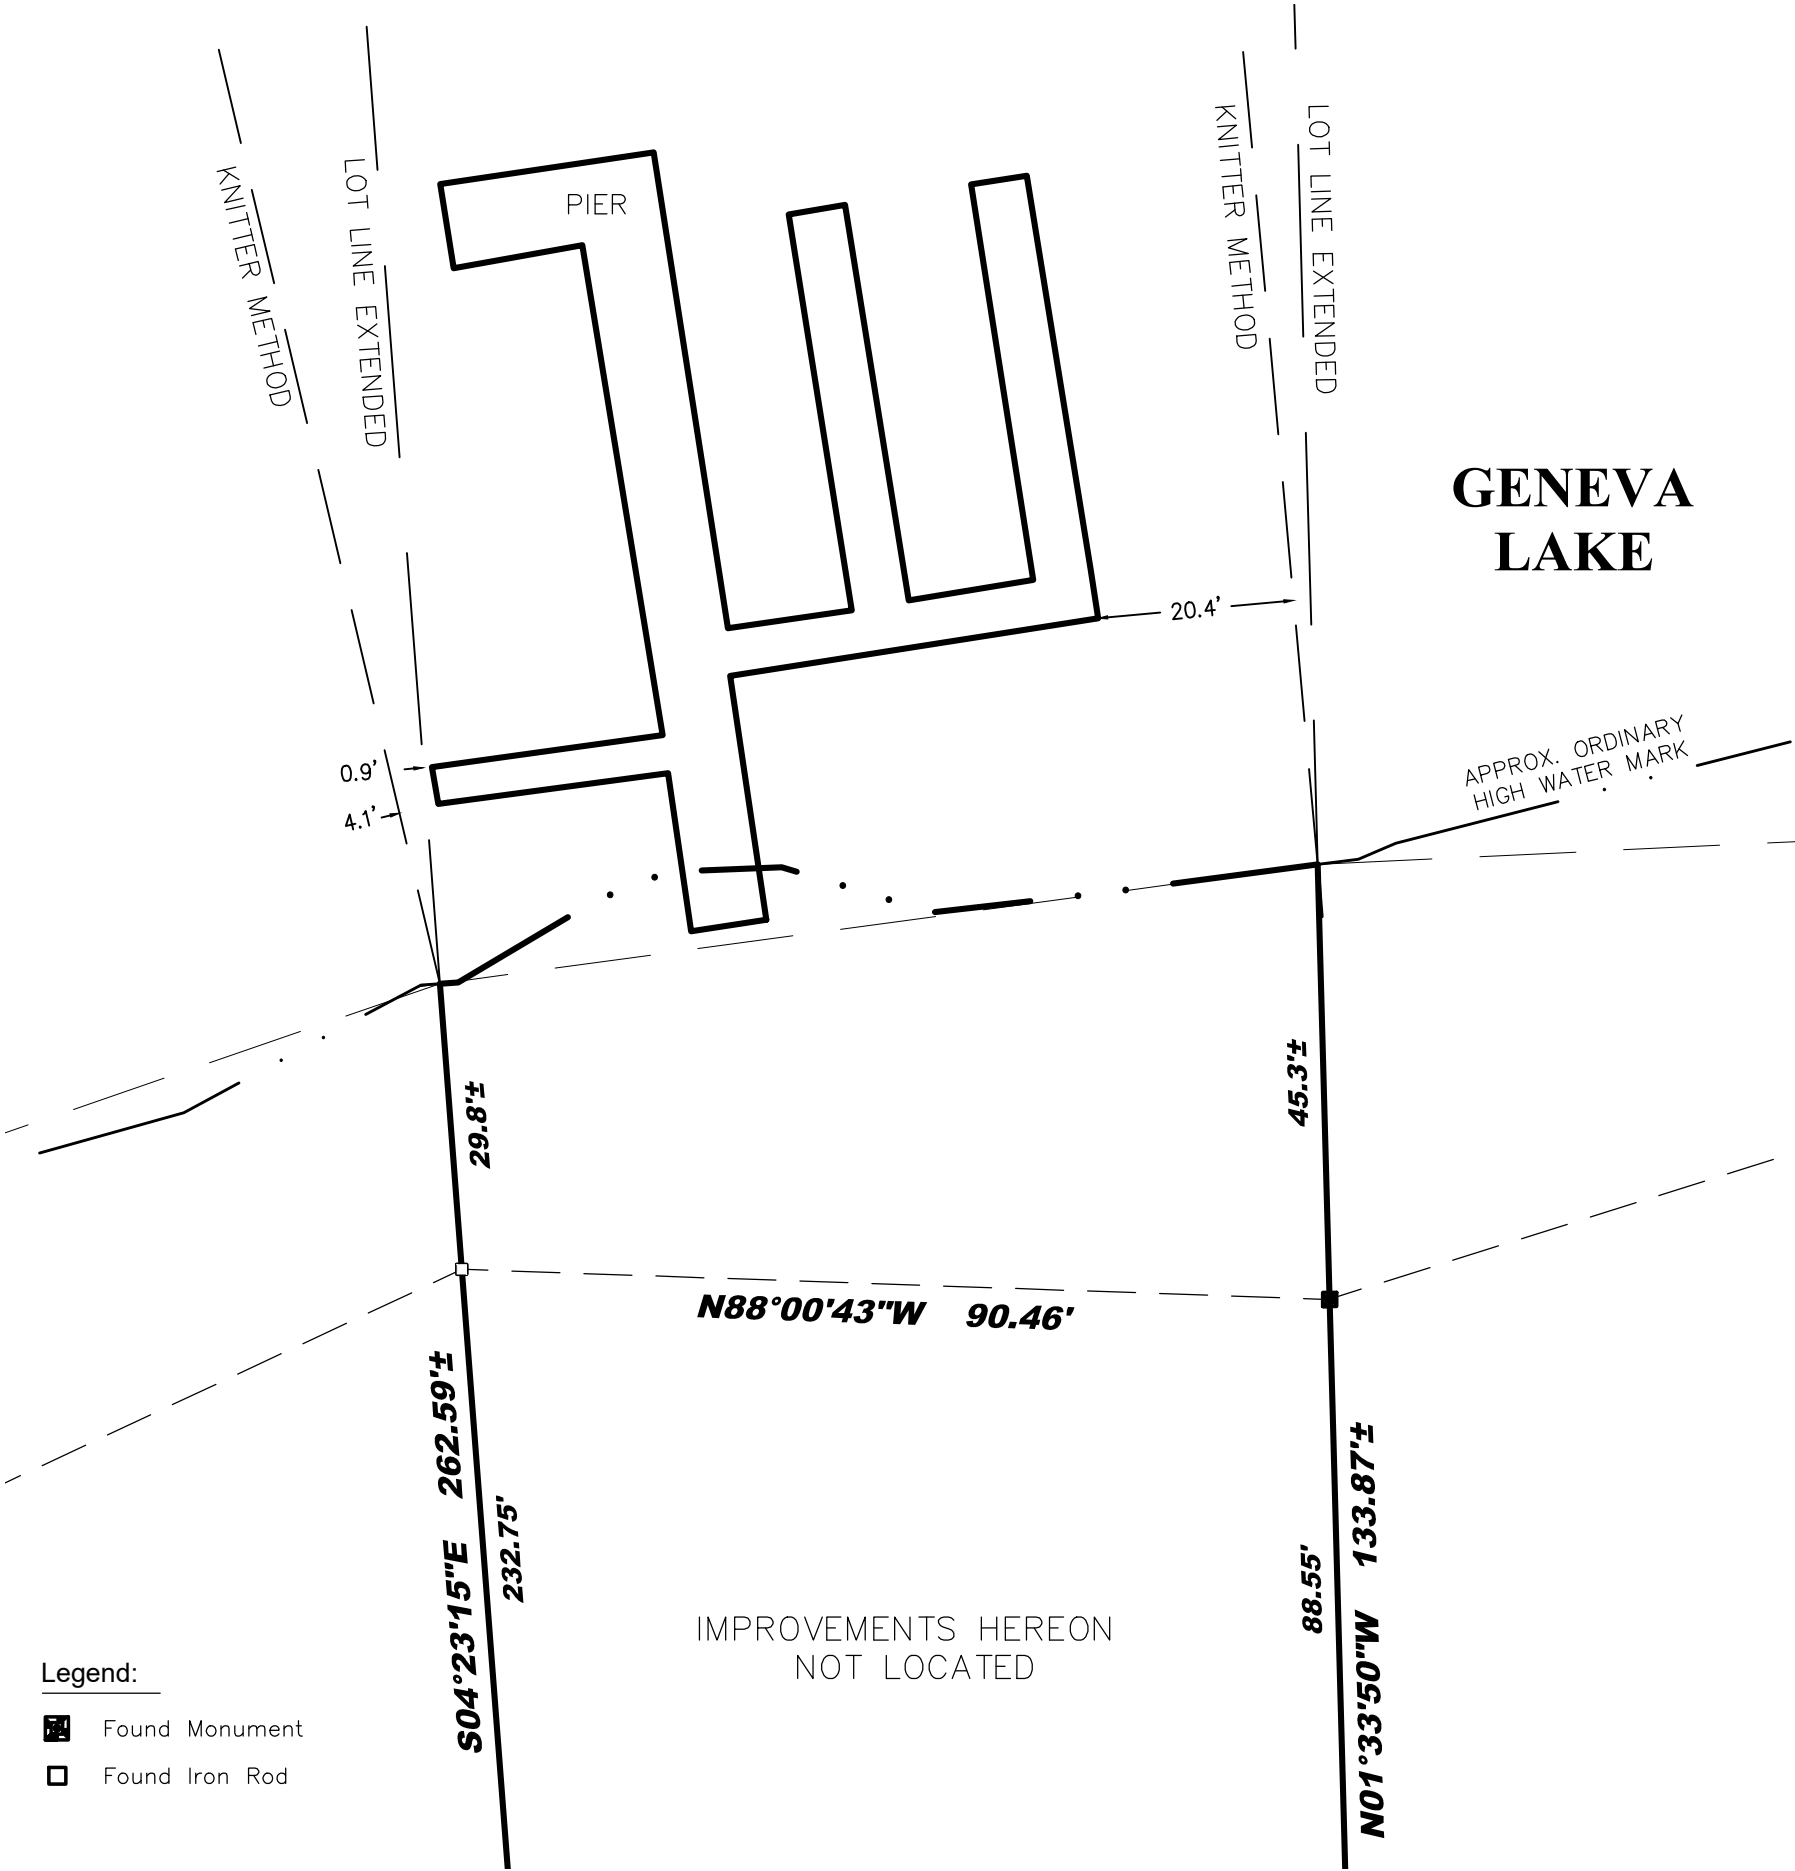 KNITTER METHOD
LOT LINE EXTENDED
PIER
KNITTER METHOD
LOT LINE EXTENDED
GENEVA
LAKE
20.4'
APPROX. ORDINARY
HIGH WATER MARK
0.9'
4.1'
29.8'±
45.3'±
N88°00'43"W 90.46'
S04°23'15"E 262.59'±
232.75'
88.55'
N01°33'50"W 133.87'±
IMPROVEMENTS HEREON
NOT LOCATED
Legend:
Found Monument
Found Iron Rod